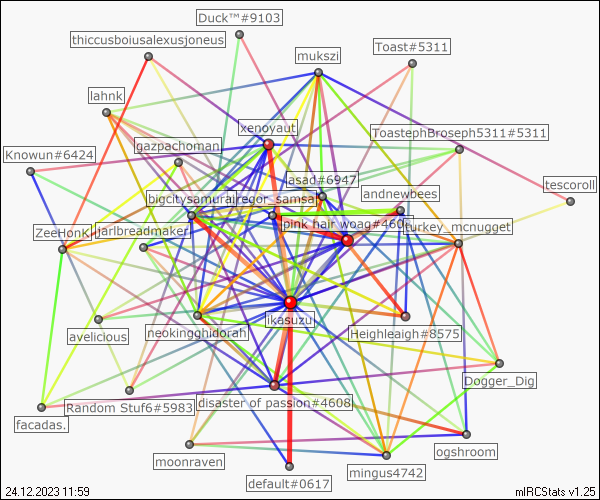 Duck™#9103
thiccusboiusalexusjoneus
Toast#5311
mukszi
lahnk
xenoyaut
ToastephBroseph5311#5311
gazpachoman
Knowun#6424
asad#6947
tescoroll
bigcitysamurai
regor_samsa
andnewbees
pink hair woag#460
turkey_mcnugget
ZeeHonK
jarlbreadmaker
ikasuzu
avelicious
neokingghidorah
Heighleaigh#8575
Dogger_Dig
Random Stuf6#5983
disaster of passion#4608
facadas.
ogshroom
moonraven
mingus4742
default#0617
24.12.2023 11:59
mIRCStats v1.25